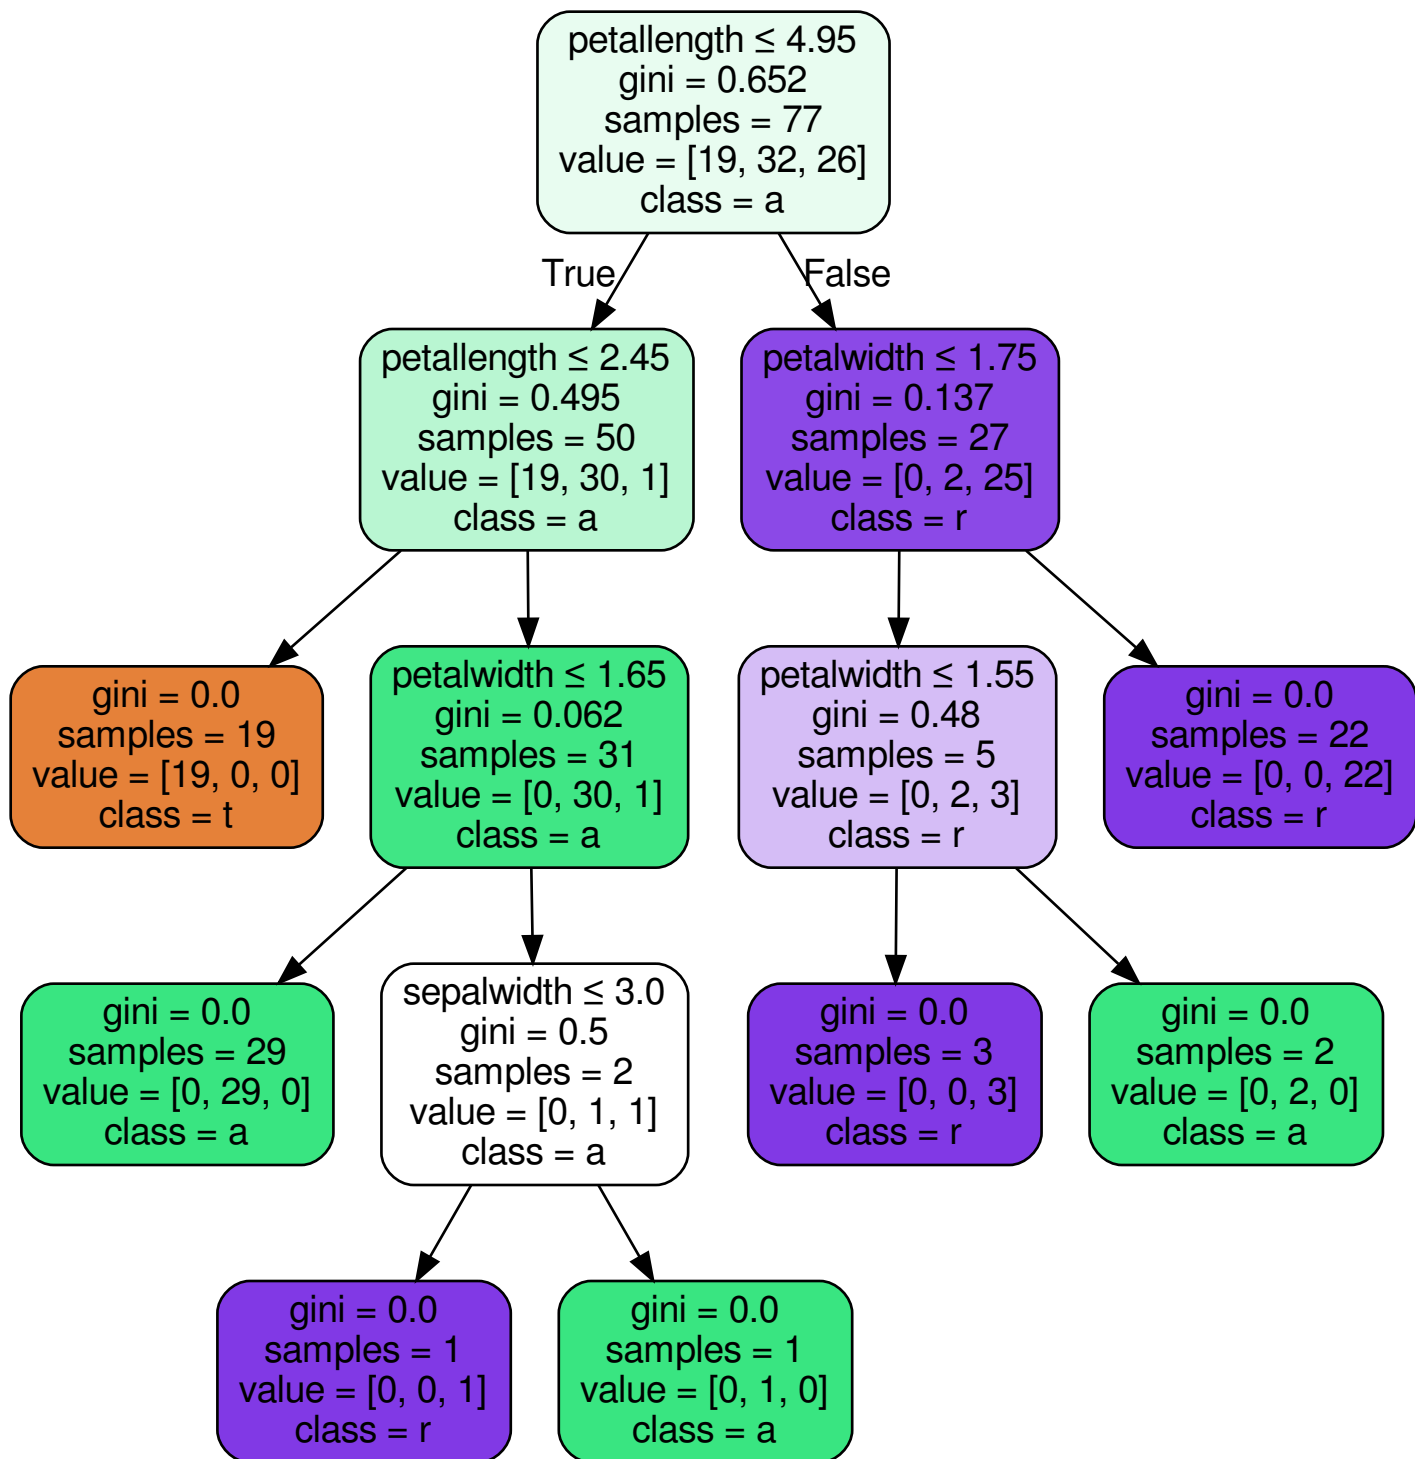 petallength ≤ 4.95
gini = 0.652
samples = 77
value = [19, 32, 26]
class = a
True
False
petallength ≤ 2.45
gini = 0.495
samples = 50
value = [19, 30, 1]
class = a
petalwidth ≤ 1.75
gini = 0.137
samples = 27
value = [0, 2, 25]
class = r
gini = 0.0
samples = 19
value = [19, 0, 0]
class = t
petalwidth ≤ 1.65
gini = 0.062
samples = 31
value = [0, 30, 1]
class = a
petalwidth ≤ 1.55
gini = 0.48
samples = 5
value = [0, 2, 3]
class = r
gini = 0.0
samples = 22
value = [0, 0, 22]
class = r
gini = 0.0
samples = 29
value = [0, 29, 0]
class = a
sepalwidth ≤ 3.0
gini = 0.5
samples = 2
value = [0, 1, 1]
class = a
gini = 0.0
samples = 3
value = [0, 0, 3]
class = r
gini = 0.0
samples = 2
value = [0, 2, 0]
class = a
gini = 0.0
samples = 1
value = [0, 0, 1]
class = r
gini = 0.0
samples = 1
value = [0, 1, 0]
class = a